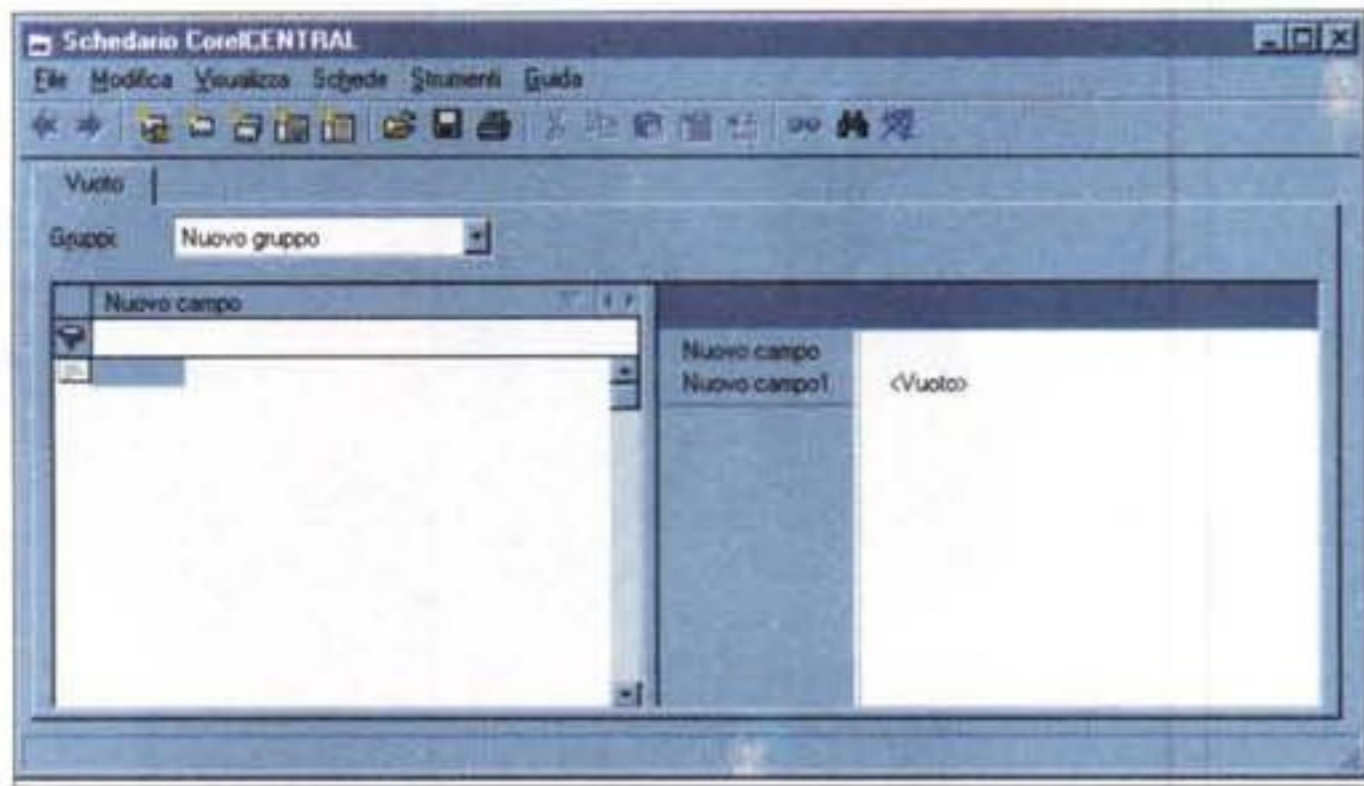 Schedario CorelCENTRAL
File Modifica Visualizza Schede Strumenti Guida
Vuoto
Gruppi: Nuovo gruppo
Nuovo campo
Nuovo campo
Nuovo campo1 <Vuoto>